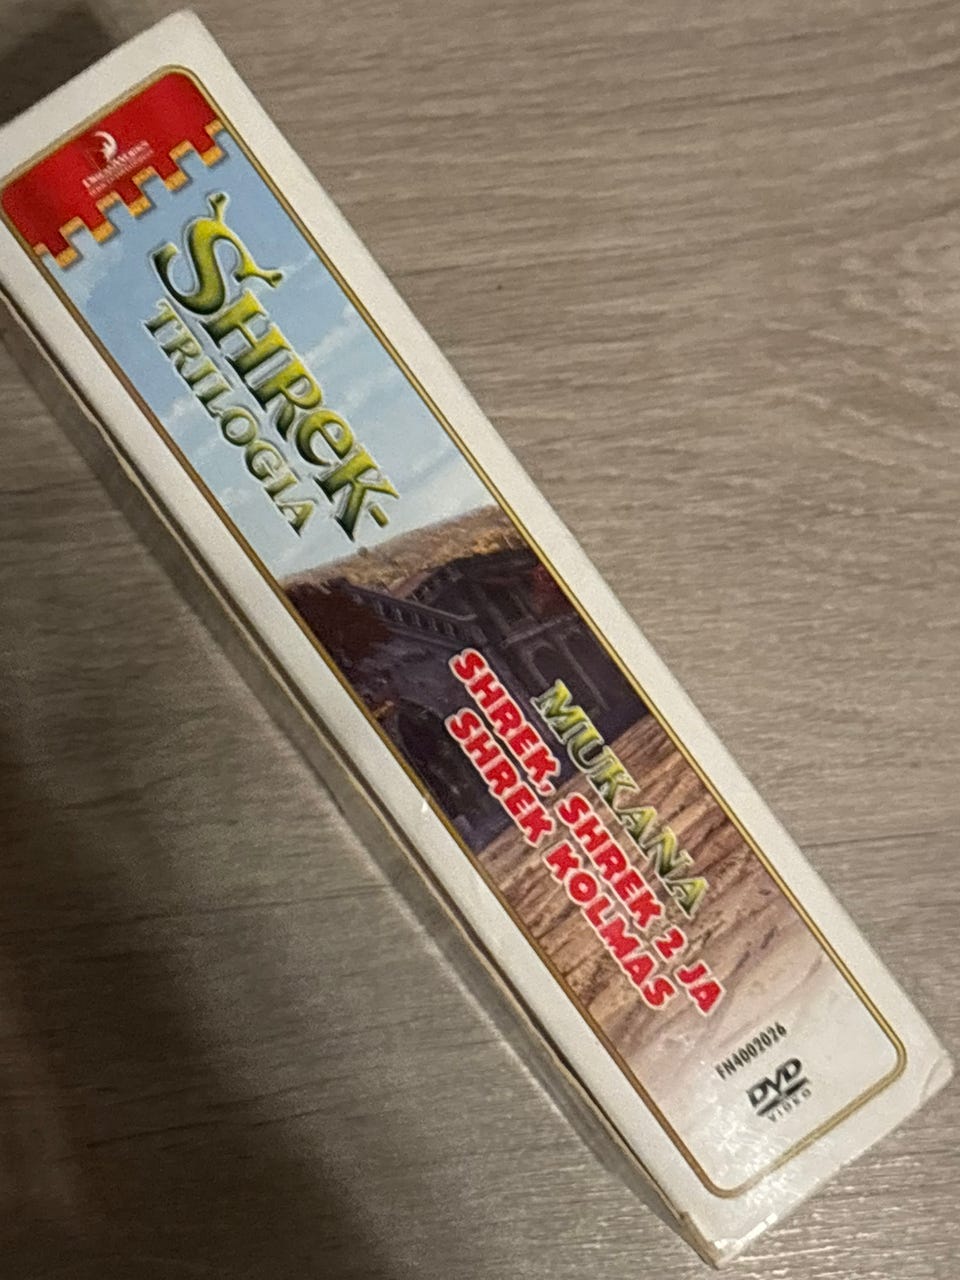 SHREK-
TRILOGIA
MUKANA
SHREK, SHREK 2 JA
SHREK KOLMAS
FN4002026
DVD
VIDEO